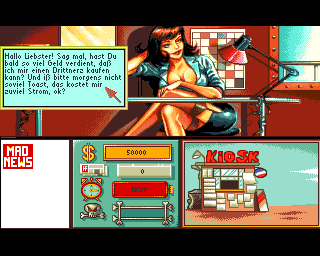 Hallo Liebster! Sag mal, hast Du
bald so viel Geld verdient, daß
ich mir einen Drittnerz kaufen
kann? Und iß bitte morgens nicht
soviel Toast, das kostet mir
zuviel Strom, ok?
MAD
NEWS
$
50000
0
KiOSK